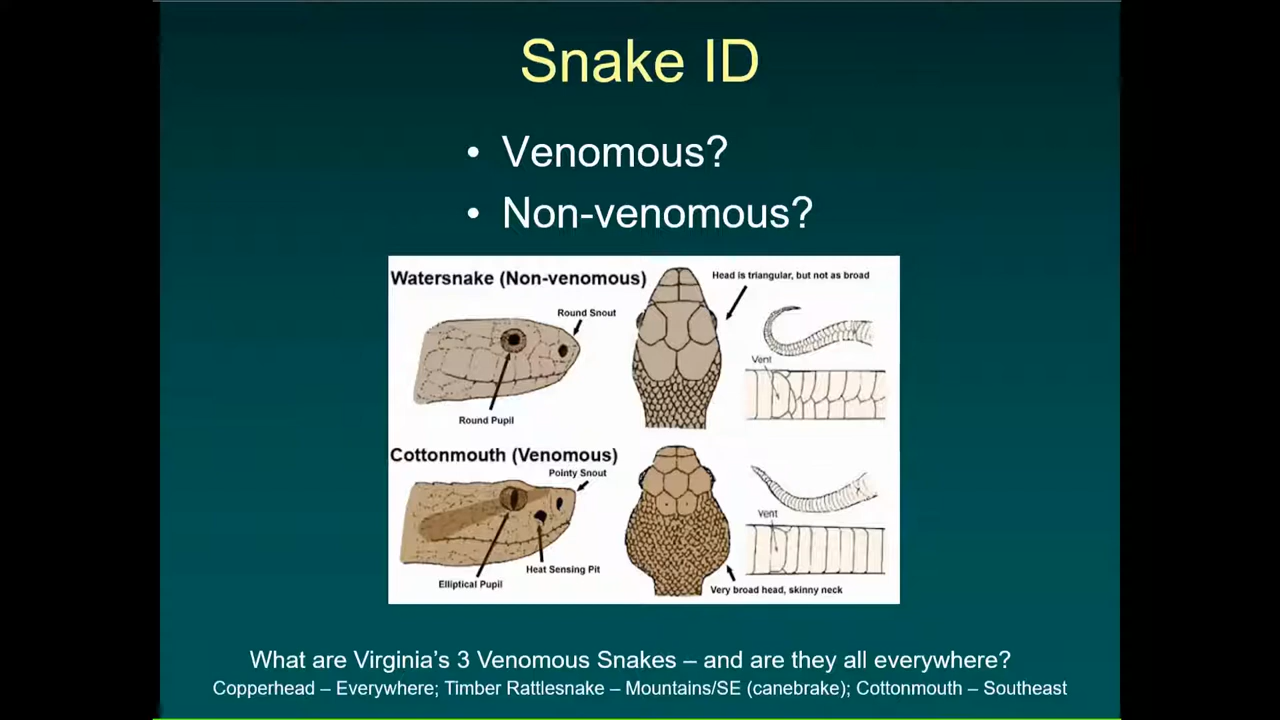 Snake ID
• Venomous?
• Non-venomous?
Watersnake (Non-venomous)
Head is triangular, but not as broad
Round Snout
Vent
Round Pupil
Cottonmouth (Venomous)
Pointy Snout
Vent
Heat Sensing Pit
Elliptical Pupil
Very broad head, skinny neck
What are Virginia's 3 Venomous Snakes – and are they all everywhere?
Copperhead – Everywhere; Timber Rattlesnake – Mountains/SE (canebrake); Cottonmouth – Southeast